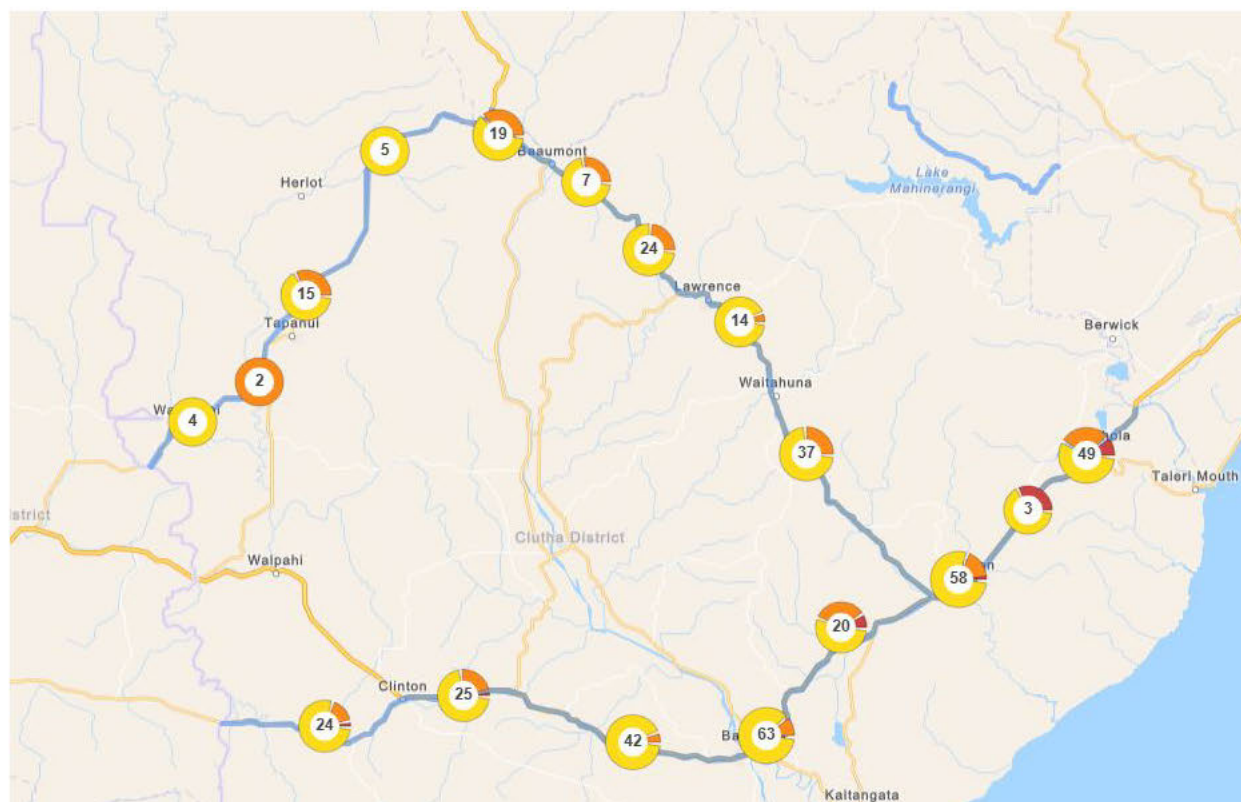 19
5
Beaumont
7
Heriot
Lake
Mahinerangi
24
Lawrence
15
14
Tapanui
Berwick
2
Waitahuna
4
37
49
Taieri Mouth
3
istrict
Clutha District
Waipahi
58
20
Clinton
25
24
42
63
Kaitangata